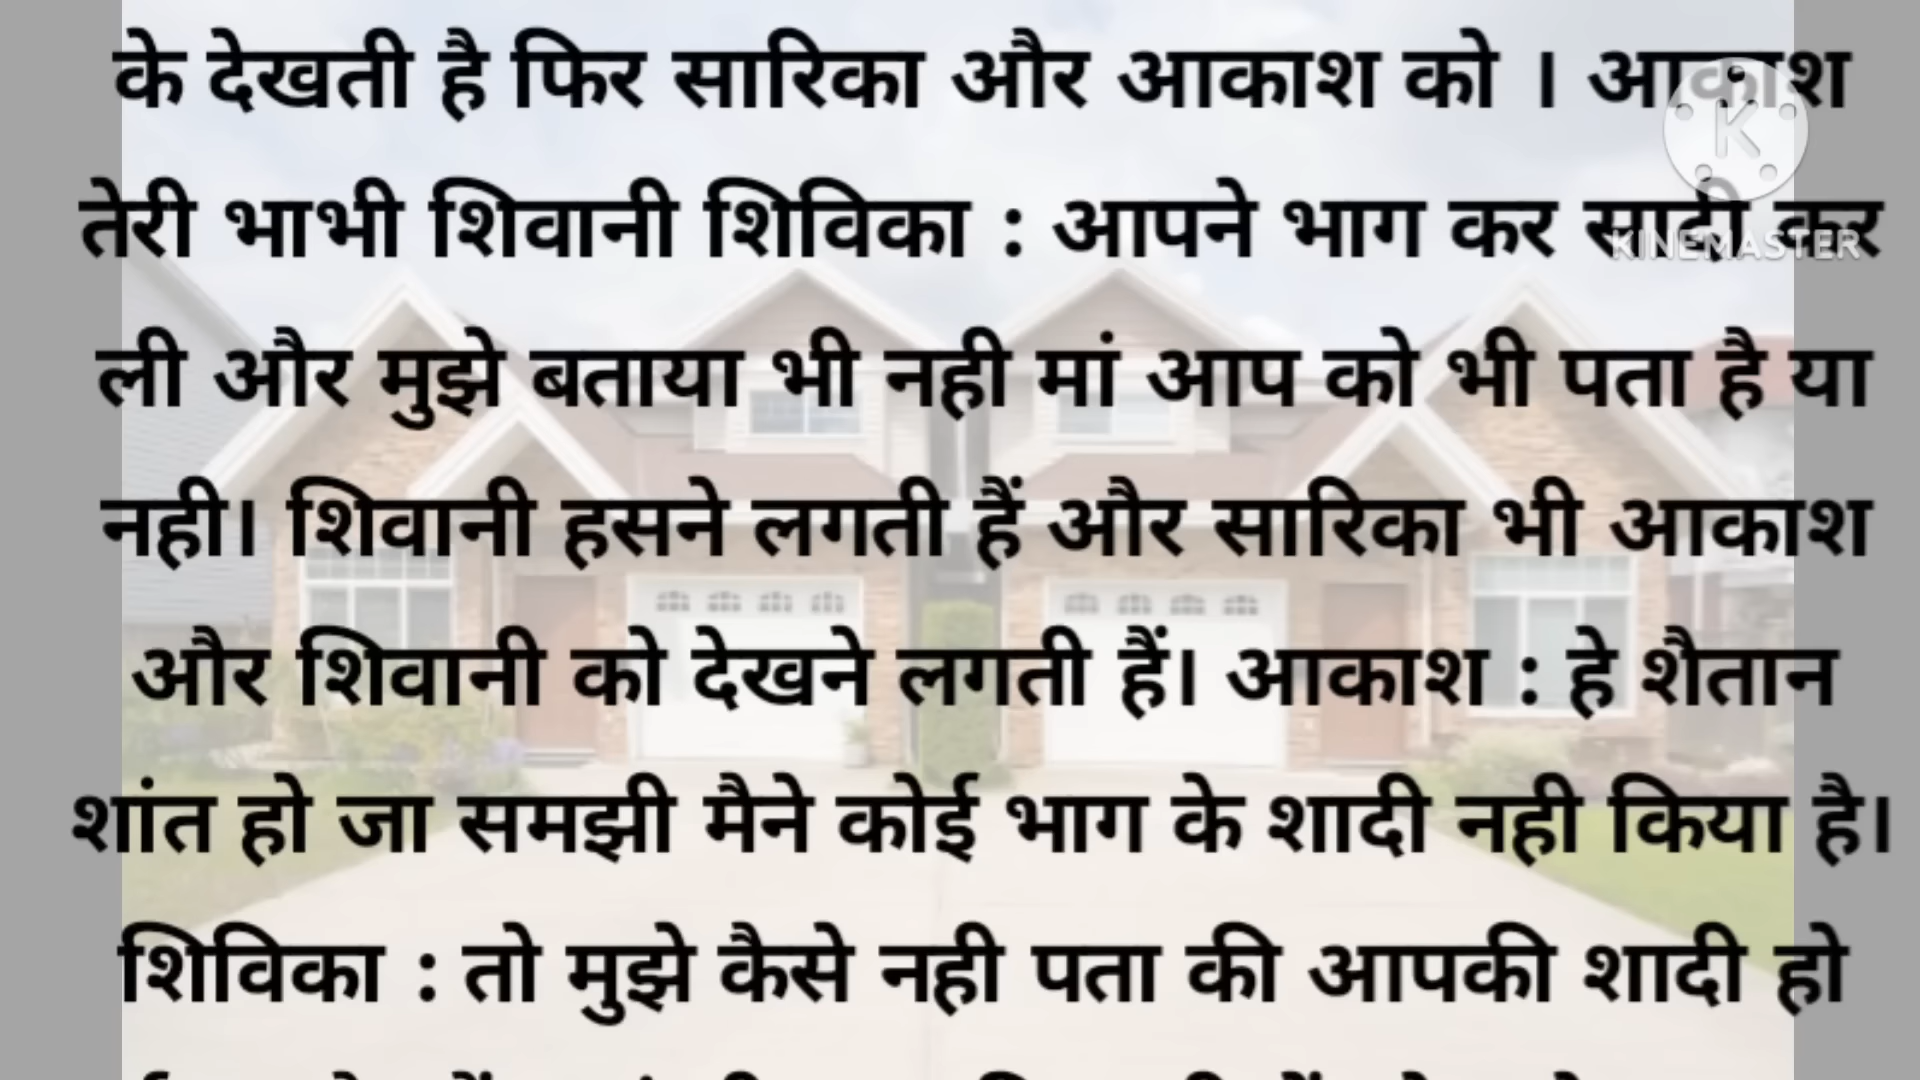 के देखती है फिर सारिका और आकाश को । आकाश
तेरी भाभी शिवानी शिविका : आपने भाग कर सादी कर
ली और मुझे बताया भी नही मां आप को भी पता है या
नही। शिवानी हसने लगती हैं और सारिका भी आकाश
और शिवानी को देखने लगती हैं। आकाश : हे शैतान
शांत हो जा समझी मैने कोई भाग के शादी नही किया है।
शिविका : तो मुझे कैसे नही पता की आपकी शादी हो
K
KINEMASTER